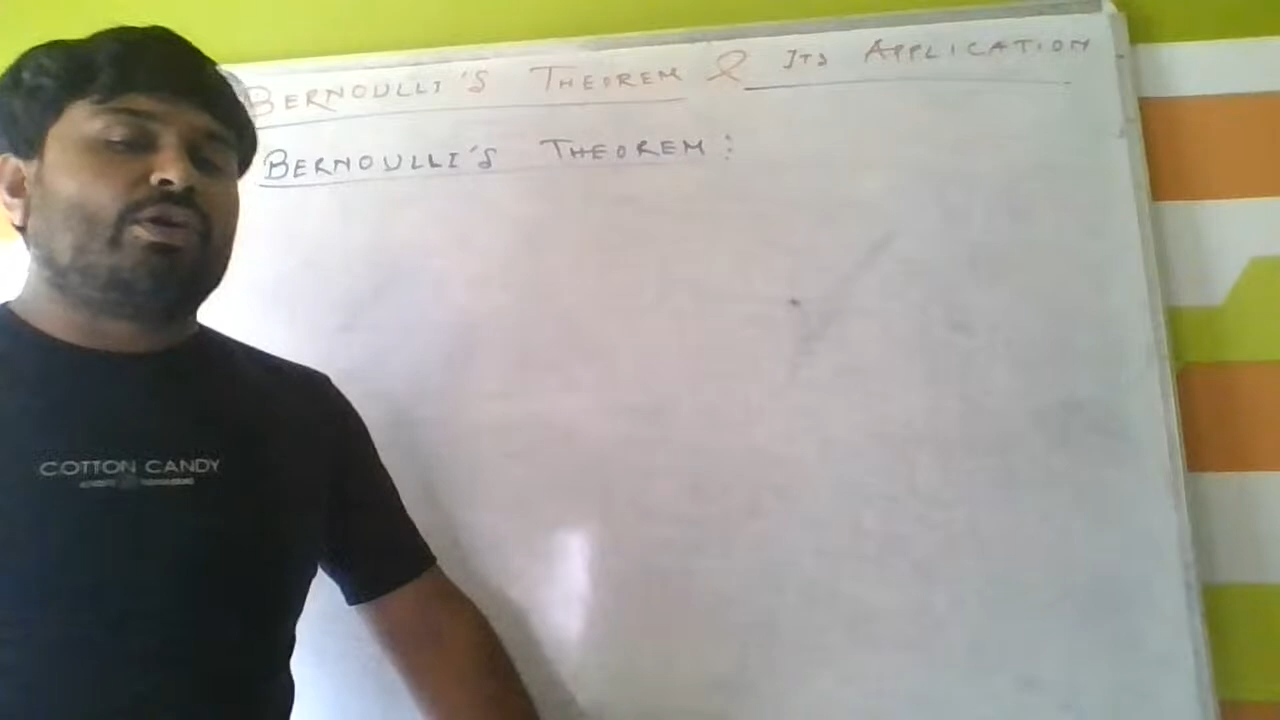 BERNOULLI'S THEOREM & ITS APPLICATION
BERNOULLI'S THEOREM :
COTTON CANDY